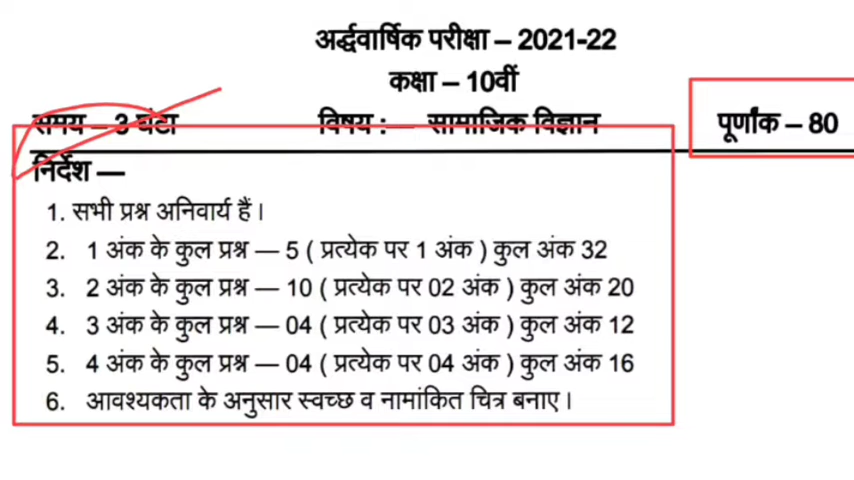 अर्द्धवार्षिक परीक्षा – 2021-22
कक्षा – 10वीं
समय – 3 घंटा विषय : – सामाजिक विज्ञान पूर्णांक – 80
निर्देश —
1. सभी प्रश्न अनिवार्य हैं।
2. 1 अंक के कुल प्रश्न — 5 ( प्रत्येक पर 1 अंक ) कुल अंक 32
3. 2 अंक के कुल प्रश्न — 10 ( प्रत्येक पर 02 अंक ) कुल अंक 20
4. 3 अंक के कुल प्रश्न — 04 ( प्रत्येक पर 03 अंक ) कुल अंक 12
5. 4 अंक के कुल प्रश्न — 04 ( प्रत्येक पर 04 अंक ) कुल अंक 16
6. आवश्यकता के अनुसार स्वच्छ व नामांकित चित्र बनाए।